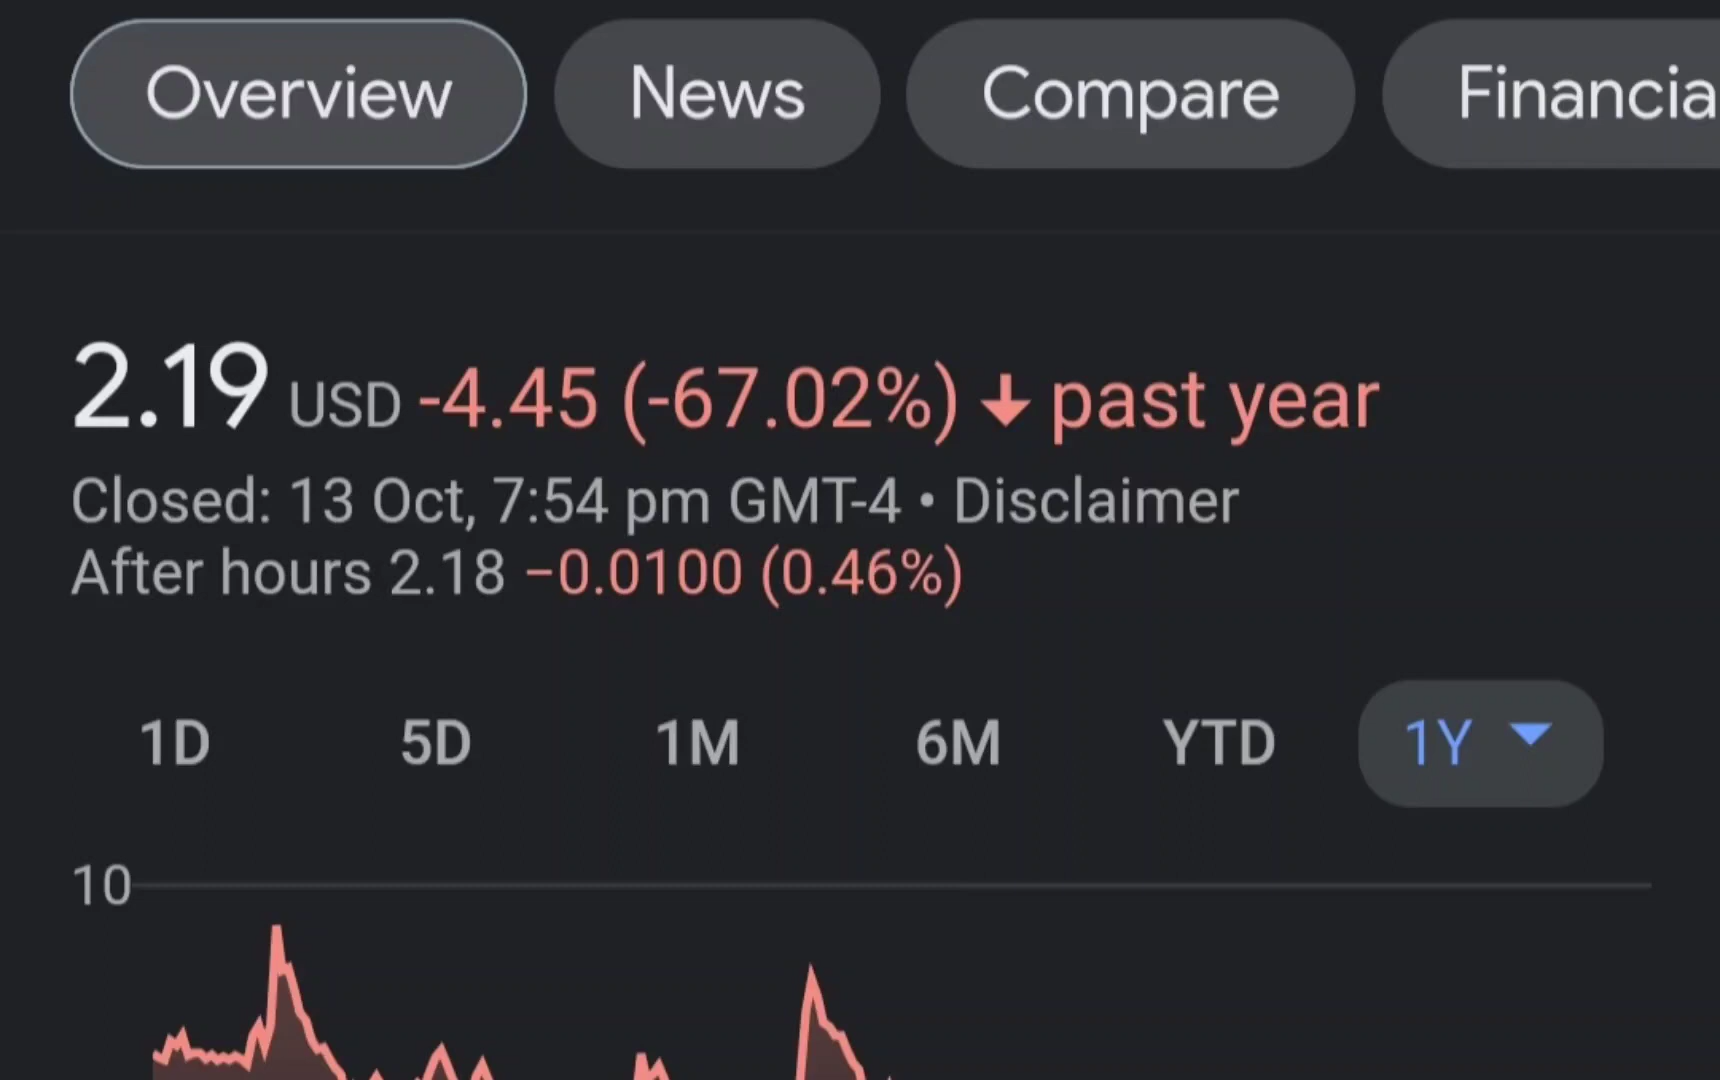 Overview News Compare Financia
2.19 USD -4.45 (-67.02%) ↓ past year
Closed: 13 Oct, 7:54 pm GMT-4 • Disclaimer
After hours 2.18 −0.0100 (0.46%)
1D 5D 1M 6M YTD 1Y
10